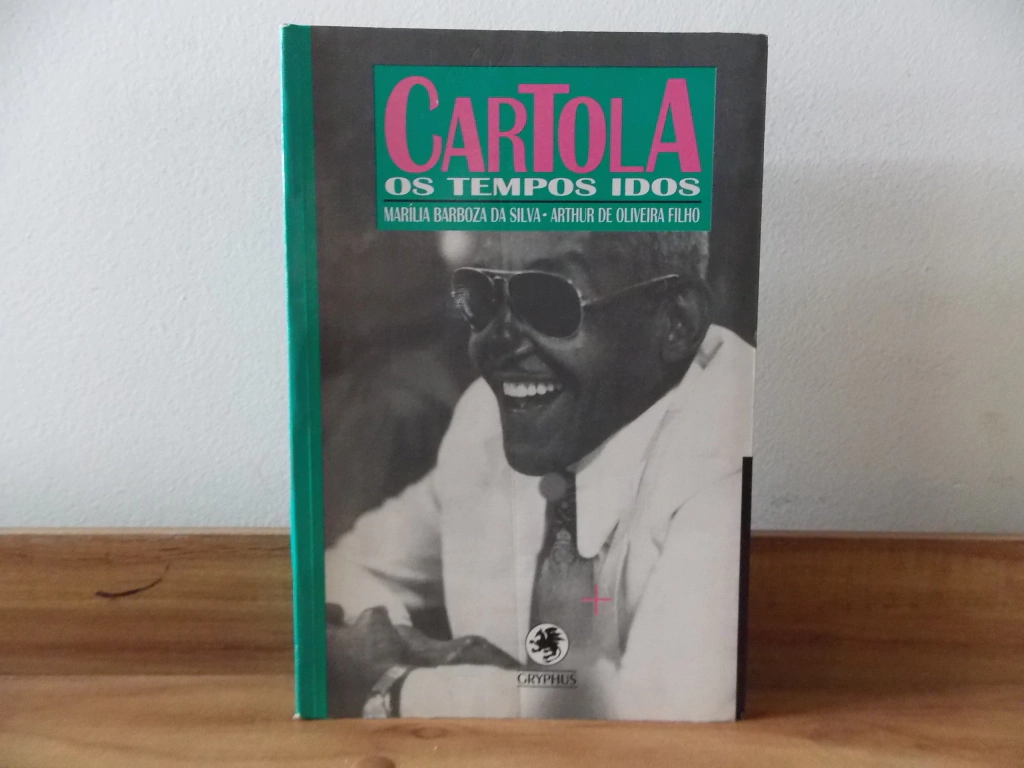 CARTOLA
OS TEMPOS IDOS
MARÍLIA BARBOZA DA SILVA • ARTHUR DE OLIVEIRA FILHO
GRYPHUS